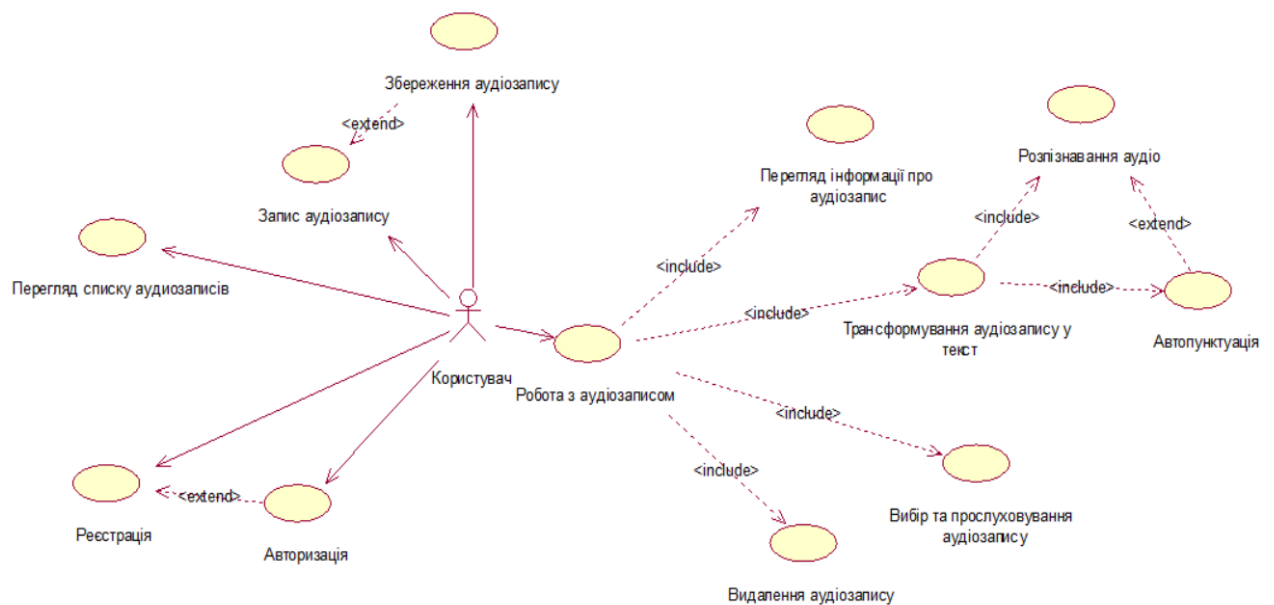 Збереження аудіозапису
<extend>
Розпізнавання аудіо
Перегляд інформації про
аудіозапис
Запис аудіозапису
<include>
<extend>
<include>
<include>
Перегляд списку аудиозаписів
<include>
Трансформування аудіозапису у
текст
Автопунктуація
Користувач
Робота з аудіозаписом
<include>
<include>
<extend>
Вибір та прослуховування
аудіозапису
Реєстрація
Авторизація
Видалення аудіозапису